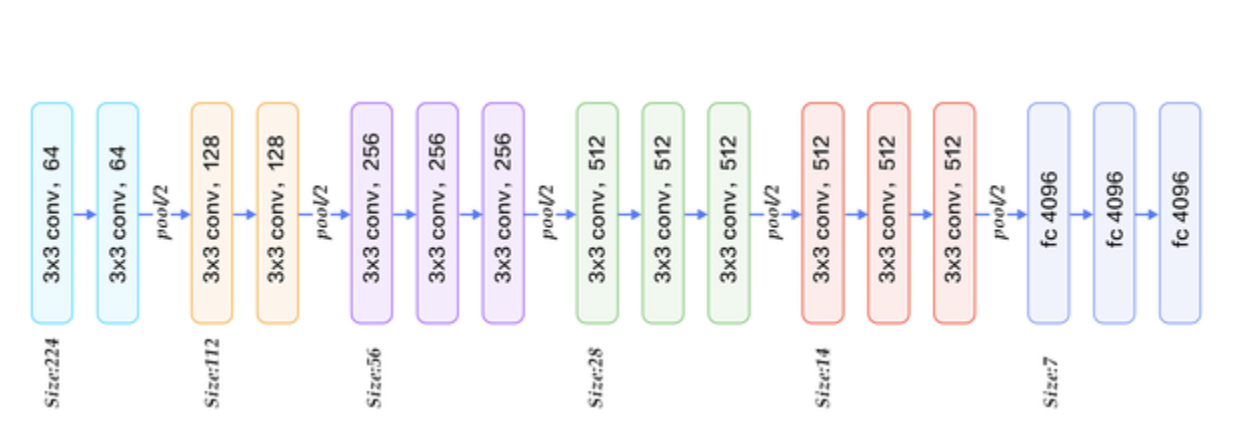 3x3 conv, 64
3x3 conv, 64
pool/2
3x3 conv, 128
3x3 conv, 128
pool/2
3x3 conv, 256
3x3 conv, 256
3x3 conv, 256
pool/2
3x3 conv, 512
3x3 conv, 512
3x3 conv, 512
pool/2
3x3 conv, 512
3x3 conv, 512
3x3 conv, 512
pool/2
fc 4096
fc 4096
fc 4096
Size:224
Size:112
Size:56
Size:28
Size:14
Size:7